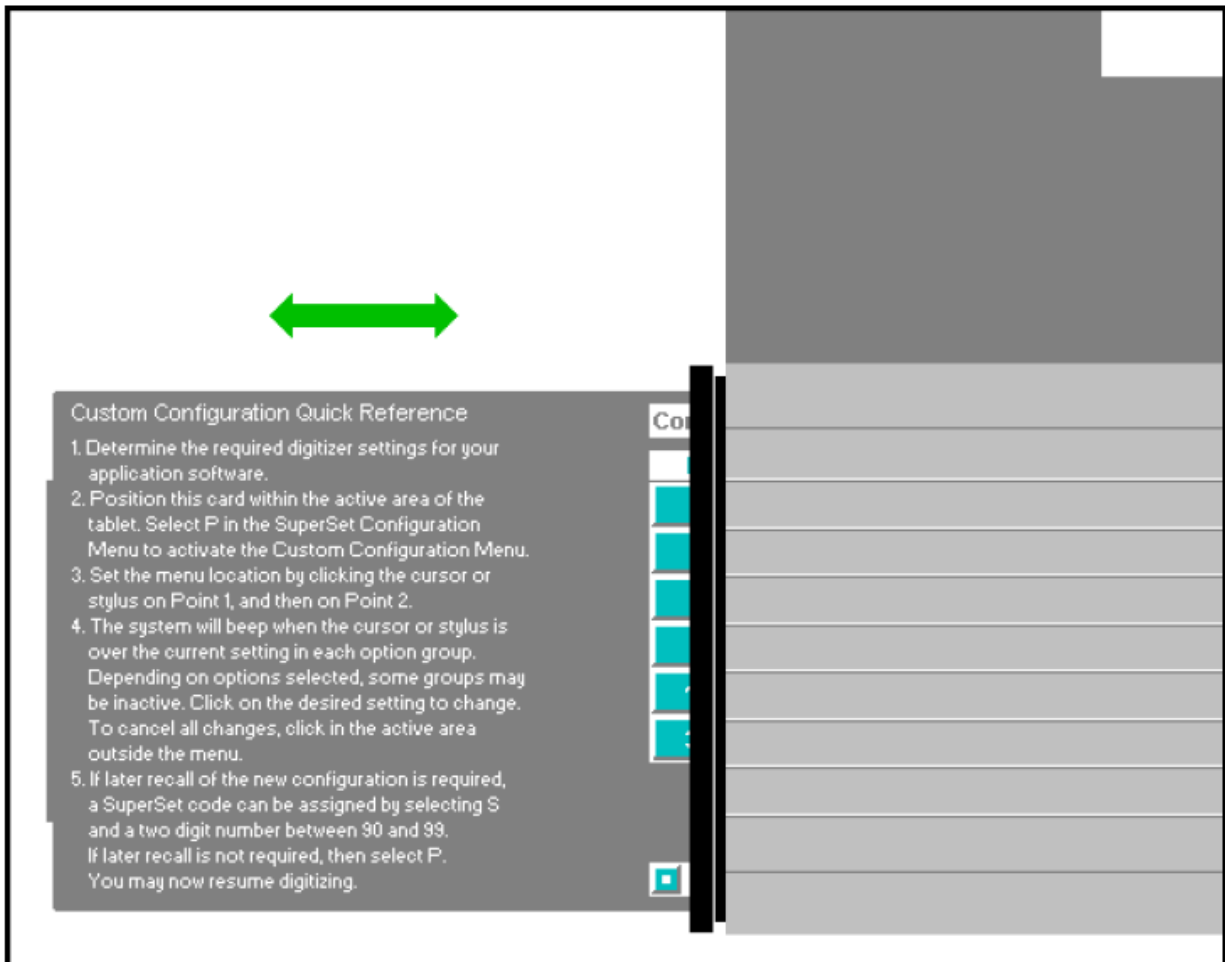 Custom Configuration Quick Reference
1. Determine the required digitizer settings for your
application software.
2. Position this card within the active area of the
tablet. Select P in the SuperSet Configuration
Menu to activate the Custom Configuration Menu.
3. Set the menu location by clicking the cursor or
stylus on Point 1, and then on Point 2.
4. The system will beep when the cursor or stylus is
over the current setting in each option group.
Depending on options selected, some groups may
be inactive. Click on the desired setting to change.
To cancel all changes, click in the active area
outside the menu.
5. If later recall of the new configuration is required,
a SuperSet code can be assigned by selecting S
and a two digit number between 90 and 99.
If later recall is not required, then select P.
You may now resume digitizing.